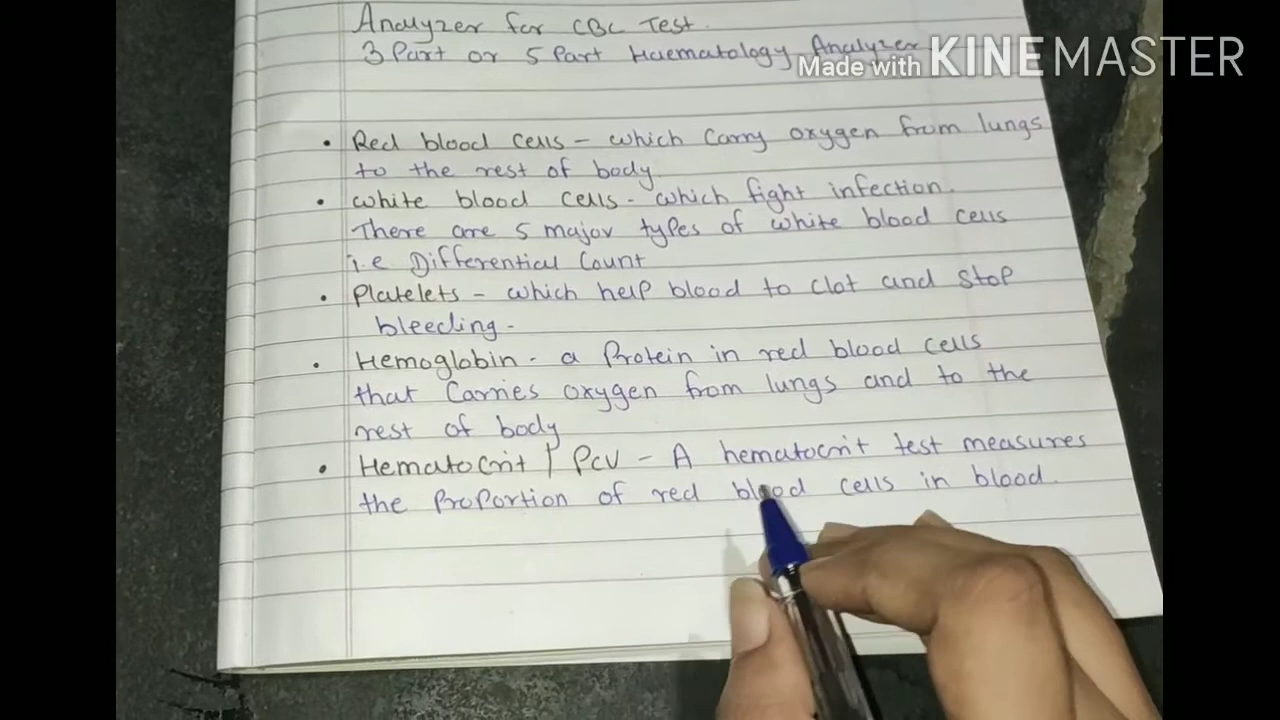 Analyzer for CBC Test.
3 Part or 5 Part Haematology Analyzer
Made with KINEMASTER
• Red blood cells – which carry oxygen from lungs
to the rest of body.
• White blood cells - which fight infection.
There are 5 major types of white blood cells
i.e Differential Count
• Platelets – which help blood to clot and stop
bleeding -
• Hemoglobin - a Protein in red blood cells
that carries oxygen from lungs and to the
rest of body
• Hematocrit | PCV – A hematocrit test measures
the Proportion of red blood cells in blood.